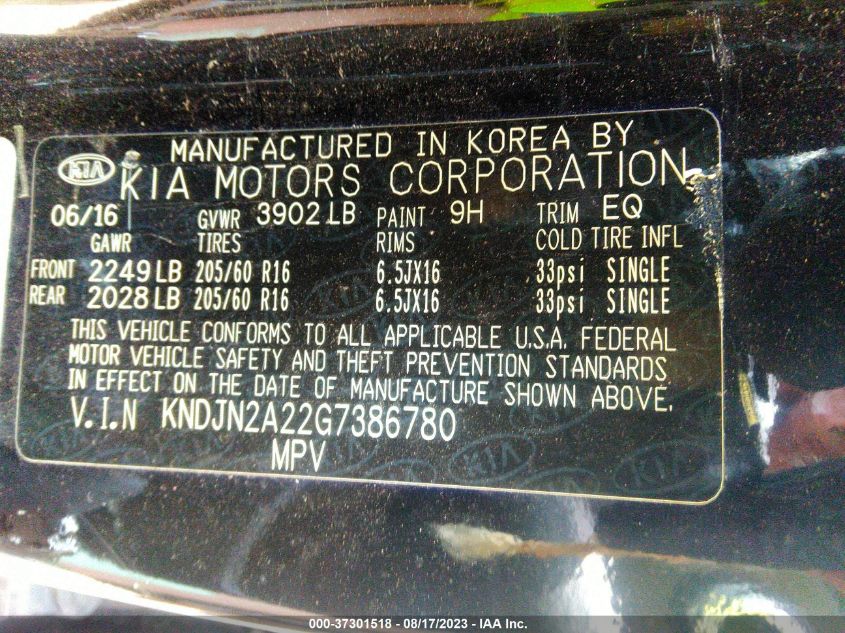 MANUFACTURED IN KOREA BY
KIA KIA MOTORS CORPORATION
06/16 GVWR 3902 LB PAINT 9H TRIM EQ
GAWR TIRES RIMS COLD TIRE INFL
FRONT 2249 LB 205/60 R16 6.5JX16 33psi SINGLE
REAR 2028 LB 205/60 R16 6.5JX16 33psi SINGLE
THIS VEHICLE CONFORMS TO ALL APPLICABLE U.S.A. FEDERAL
MOTOR VEHICLE SAFETY AND THEFT PREVENTION STANDARDS
IN EFFECT ON THE DATE OF MANUFACTURE SHOWN ABOVE.
V.I.N KNDJN2A22G7386780
MPV
000-37301518 - 08/17/2023 - IAA Inc.